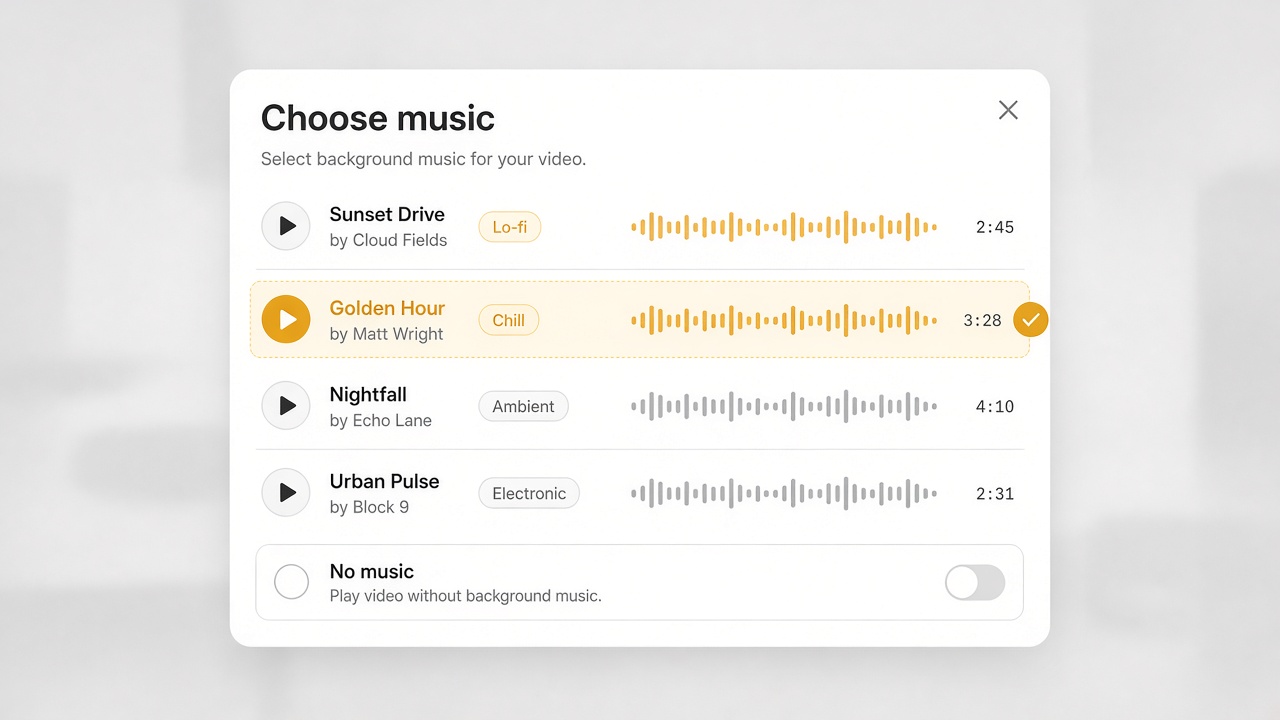 Choose music
Select background music for your video.
Sunset Drive
by Cloud Fields
Lo-fi
2:45
Golden Hour
by Matt Wright
Chill
3:28
Nightfall
by Echo Lane
Ambient
4:10
Urban Pulse
by Block 9
Electronic
2:31
No music
Play video without background music.